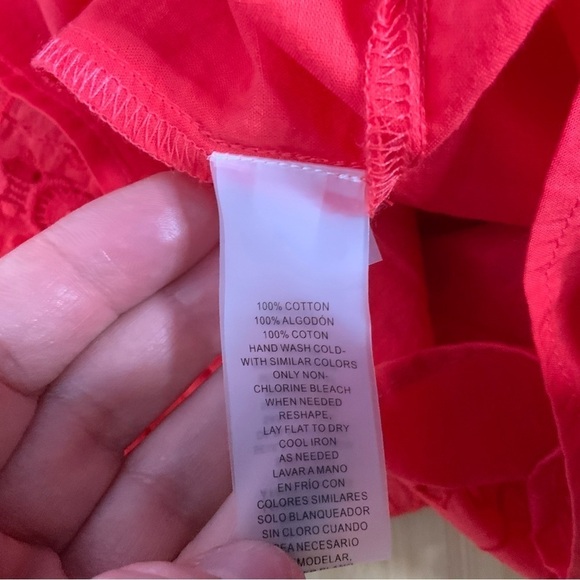 100% COTTON
100% ALGODÓN
100% COTON
HAND WASH COLD-
WITH SIMILAR COLORS
ONLY NON-
CHLORINE BLEACH
WHEN NEEDED
RESHAPE,
LAY FLAT TO DRY
COOL IRON
AS NEEDED
LAVAR A MANO
EN FRÍO CON
COLORES SIMILARES
SOLO BLANQUEADOR
SIN CLORO CUANDO
NECESARIO